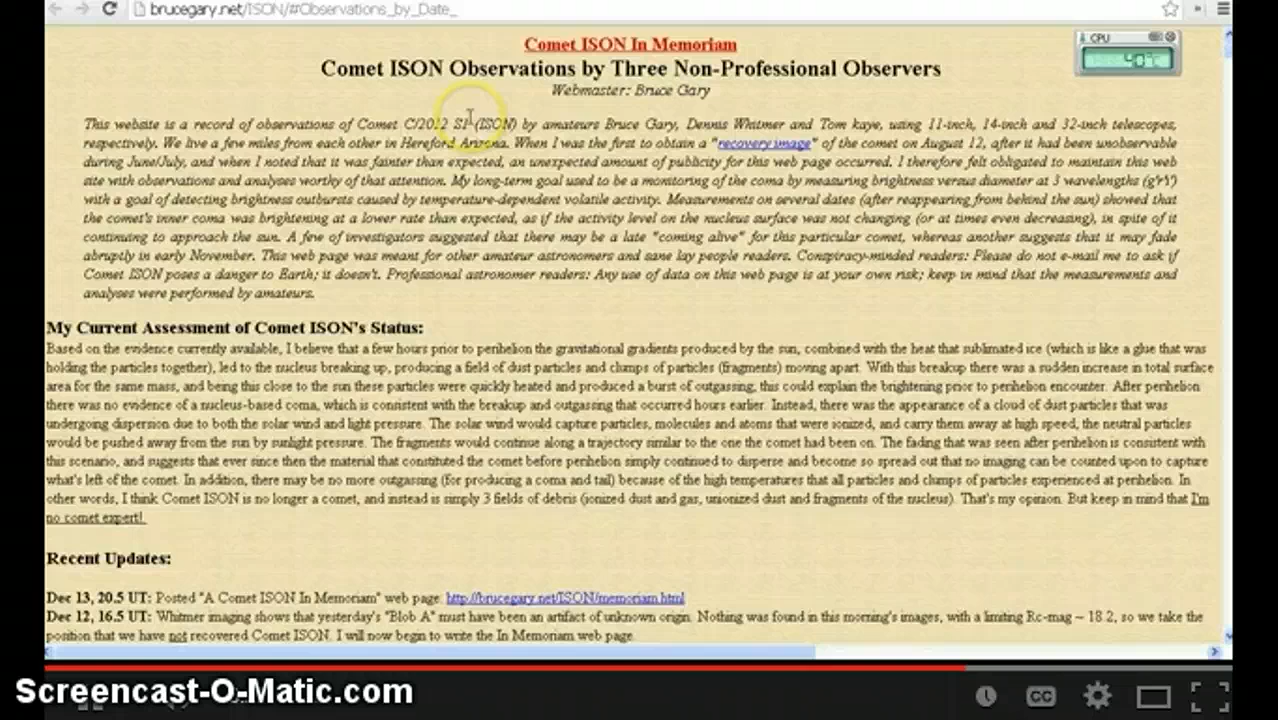 brucegary.net/ISON/#Observations_by_Date_
CPU
40°C
Comet ISON In Memoriam
Comet ISON Observations by Three Non-Professional Observers
Webmaster: Bruce Gary
This website is a record of observations of Comet C/2012 S1 (ISON) by amateurs Bruce Gary, Dennis Whitmer and Tom kaye, using 11-inch, 14-inch and 32-inch telescopes,
respectively. We live a few miles from each other in Hereford Arizona. When I was the first to obtain a "recovery image" of the comet on August 12, after it had been unobservable
during June/July, and when I noted that it was fainter than expected, an unexpected amount of publicity for this web page occurred. I therefore felt obligated to maintain this web
site with observations and analyses worthy of that attention. My long-term goal used to be a monitoring of the coma by measuring brightness versus diameter at 3 wavelengths (g'r'i')
with a goal of detecting brightness outbursts caused by temperature-dependent volatile activity. Measurements on several dates (after reappearing from behind the sun) showed that
the comet's inner coma was brightening at a lower rate than expected, as if the activity level on the nucleus surface was not changing (or at times even decreasing), in spite of it
continuing to approach the sun. A few of investigators suggested that there may be a late "coming alive" for this particular comet, whereas another suggests that it may fade
abruptly in early November. This web page was meant for other amateur astronomers and sane lay people readers. Conspiracy-minded readers: Please do not e-mail me to ask if
Comet ISON poses a danger to Earth; it doesn't. Professional astronomer readers: Any use of data on this web page is at your own risk; keep in mind that the measurements and
analyses were performed by amateurs.
My Current Assessment of Comet ISON's Status:
Based on the evidence currently available, I believe that a few hours prior to perihelion the gravitational gradients produced by the sun, combined with the heat that sublimated ice (which is like a glue that was
holding the particles together), led to the nucleus breaking up, producing a field of dust particles and clumps of particles (fragments) moving apart. With this breakup there was a sudden increase in total surface
area for the same mass, and being this close to the sun these particles were quickly heated and produced a burst of outgassing, this could explain the brightening prior to perihelion encounter. After perihelion
there was no evidence of a nucleus-based coma, which is consistent with the breakup and outgassing that occurred hours earlier. Instead, there was the appearance of a cloud of dust particles that was
undergoing dispersion due to both the solar wind and light pressure. The solar wind would capture particles, molecules and atoms that were ionized, and carry them away at high speed, the neutral particles
would be pushed away from the sun by sunlight pressure. The fragments would continue along a trajectory similar to the one the comet had been on. The fading that was seen after perihelion is consistent with
this scenario, and suggests that ever since then the material that constituted the comet before perihelion simply continued to disperse and become so spread out that no imaging can be counted upon to capture
what's left of the comet. In addition, there may be no more outgassing (for producing a coma and tail) because of the high temperatures that all particles and clumps of particles experienced at perihelion. In
other words, I think Comet ISON is no longer a comet, and instead is simply 3 fields of debris (ionized dust and gas, unionized dust and fragments of the nucleus). That's my opinion. But keep in mind that I'm
no comet expert!
Recent Updates:
Dec 13, 20.5 UT: Posted "A Comet ISON In Memoriam" web page: http://brucegary.net/ISON/memoriam.html
Dec 12, 16.5 UT: Whitmer imaging shows that yesterday's "Blob A" must have been an artifact of unknown origin. Nothing was found in this morning's images, with a limiting Rc-mag ~ 18.2, so we take the
position that we have not recovered Comet ISON. I will now begin to write the In Memoriam web page.
Screencast-O-Matic.com
CC